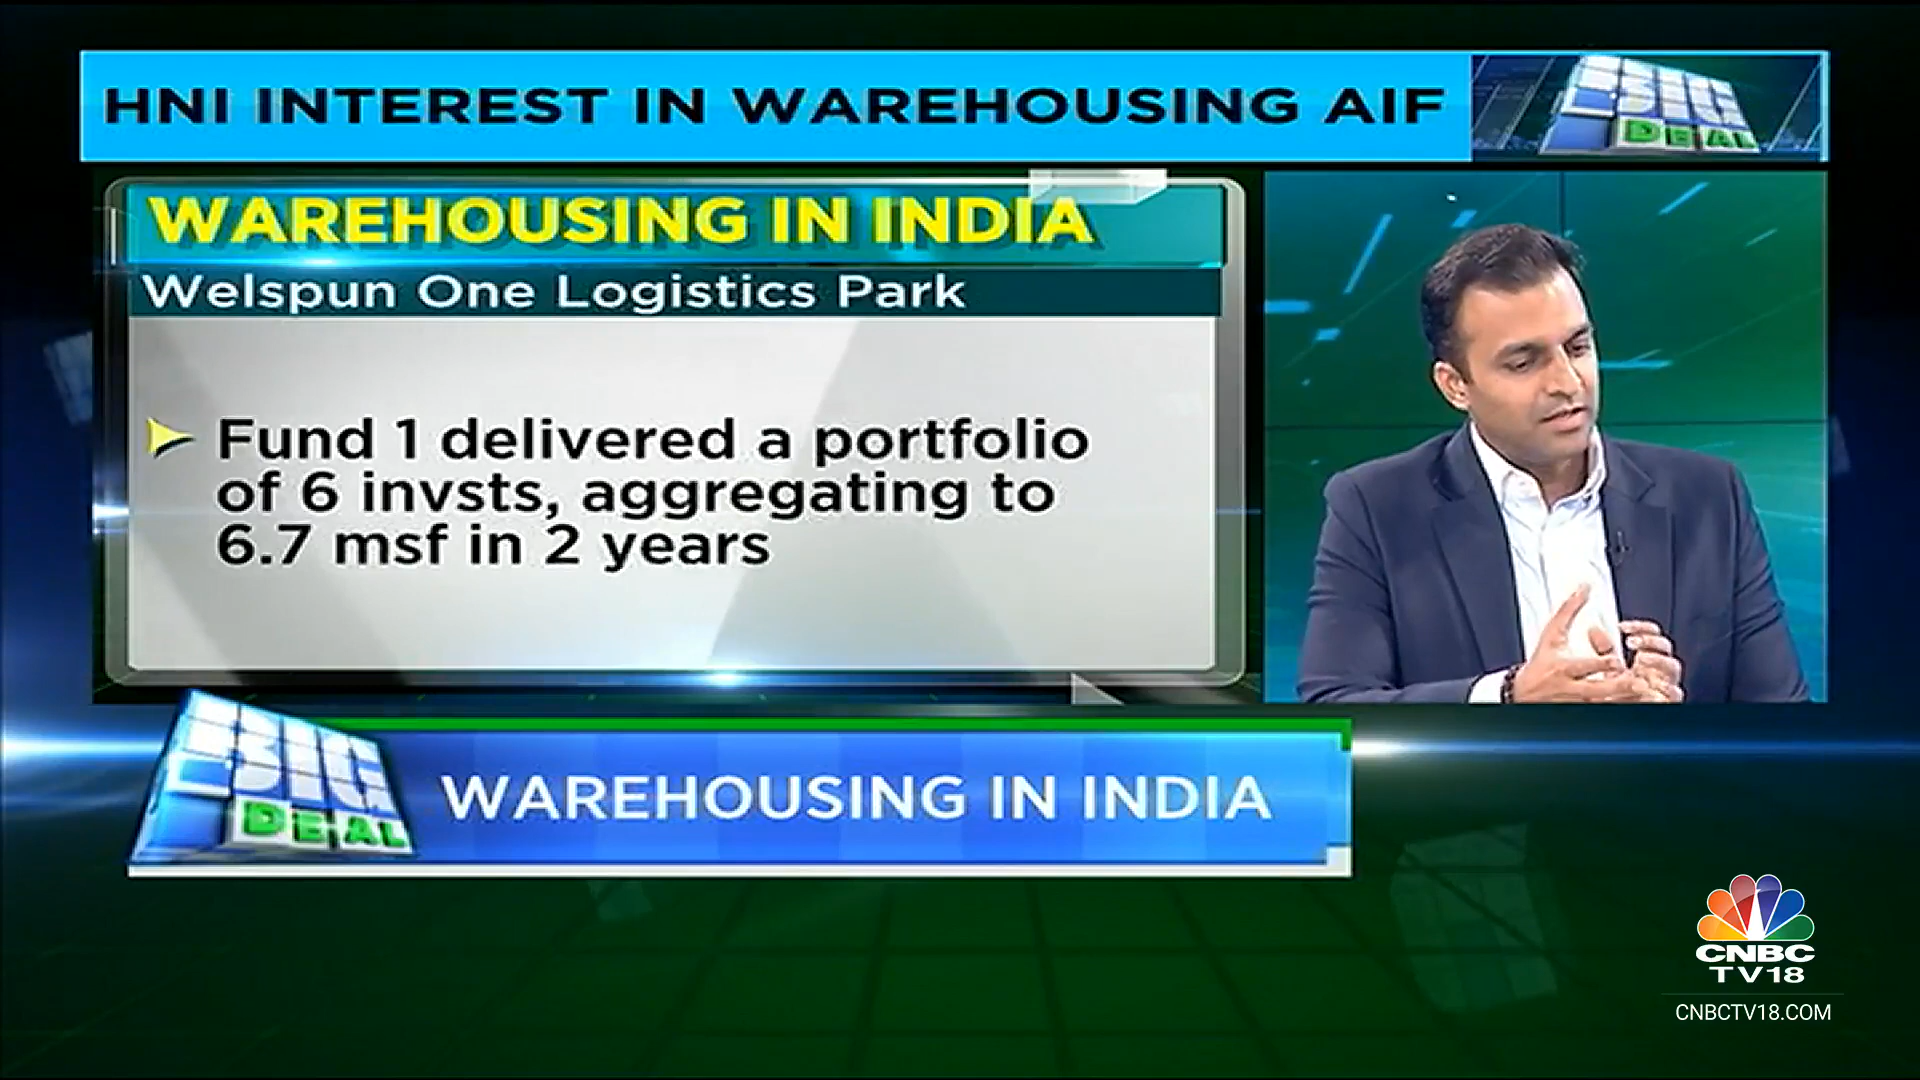 HNI INTEREST IN WAREHOUSING AIF
BIG
DEAL
WAREHOUSING IN INDIA
Welspun One Logistics Park
Fund 1 delivered a portfolio
of 6 invsts, aggregating to
6.7 msf in 2 years
BIG
DEAL
WAREHOUSING IN INDIA
CNBC
TV18
CNBCTV18.COM